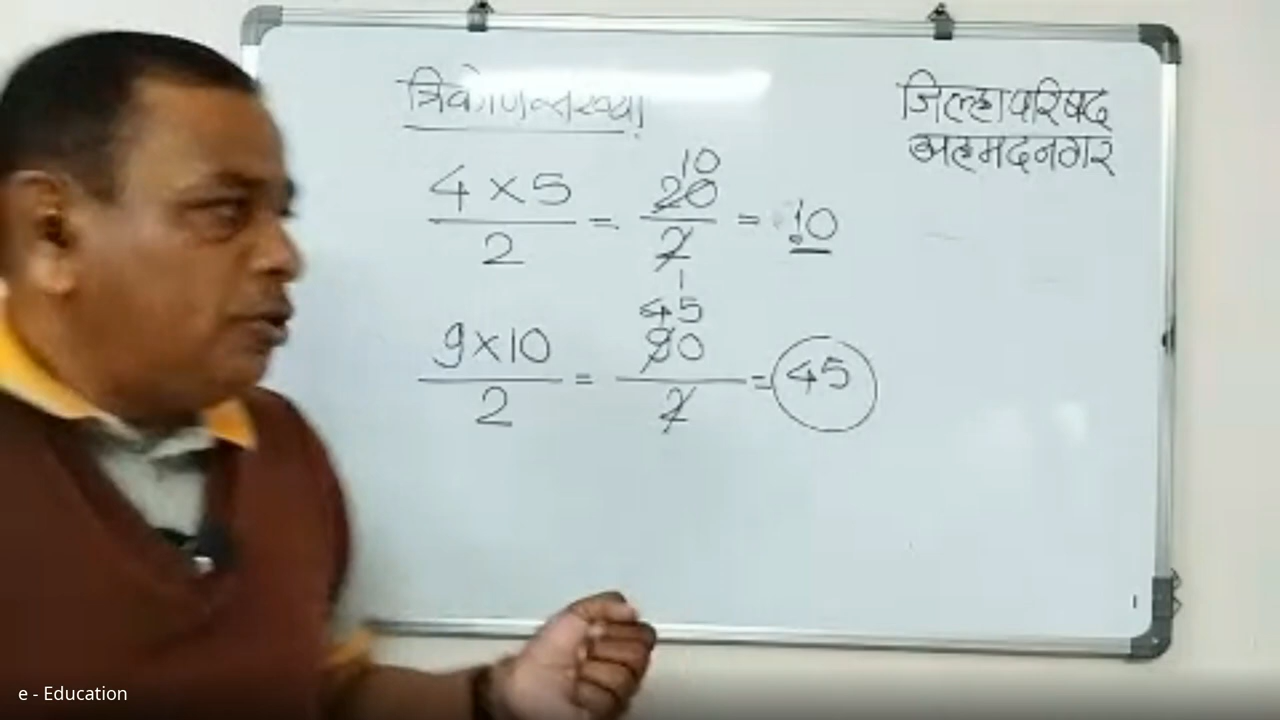 त्रिकोणसंख्या
जिल्हा परिषद
अहमदनगर
10
4 × 5 / 2 = 20 / 2 = 10
1
45
9 × 10 / 2 = 90 / 2 = 45
e - Education